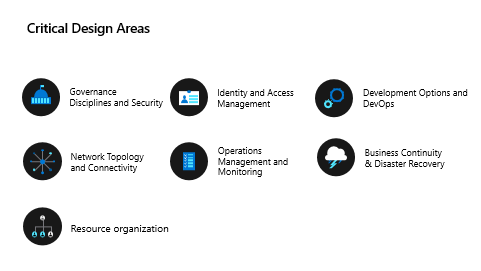 Critical Design Areas
Governance
Disciplines and Security
Identity and Access
Management
Development Options and
DevOps
Network Topology
and Connectivity
Operations
Management and
Monitoring
Business Continuity
& Disaster Recovery
Resource organization